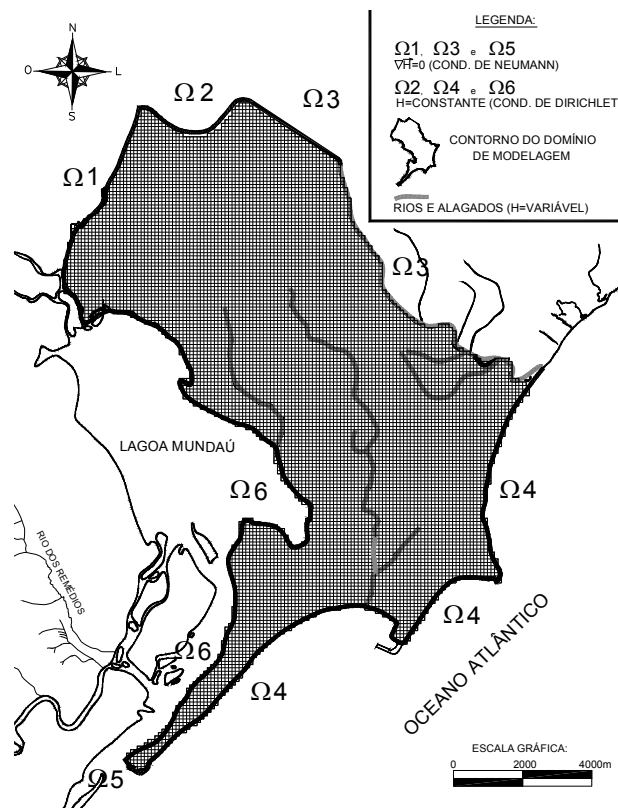 N
O
L
S
LEGENDA:
Ω1, Ω3 e Ω5
∇H=0 (COND. DE NEUMANN)
Ω2, Ω4 e Ω6
H=CONSTANTE (COND. DE DIRICHLET
CONTORNO DO DOMÍNIO
DE MODELAGEM
RIOS E ALAGADOS (H=VARIÁVEL)
Ω2
Ω3
Ω1
Ω3
LAGOA MUNDAÚ
Ω6
Ω4
RIO DOS REMÉDIOS
Ω4
Ω6
Ω4
OCEANO ATLÂNTICO
Ω5
ESCALA GRÁFICA:
0 2000 4000m